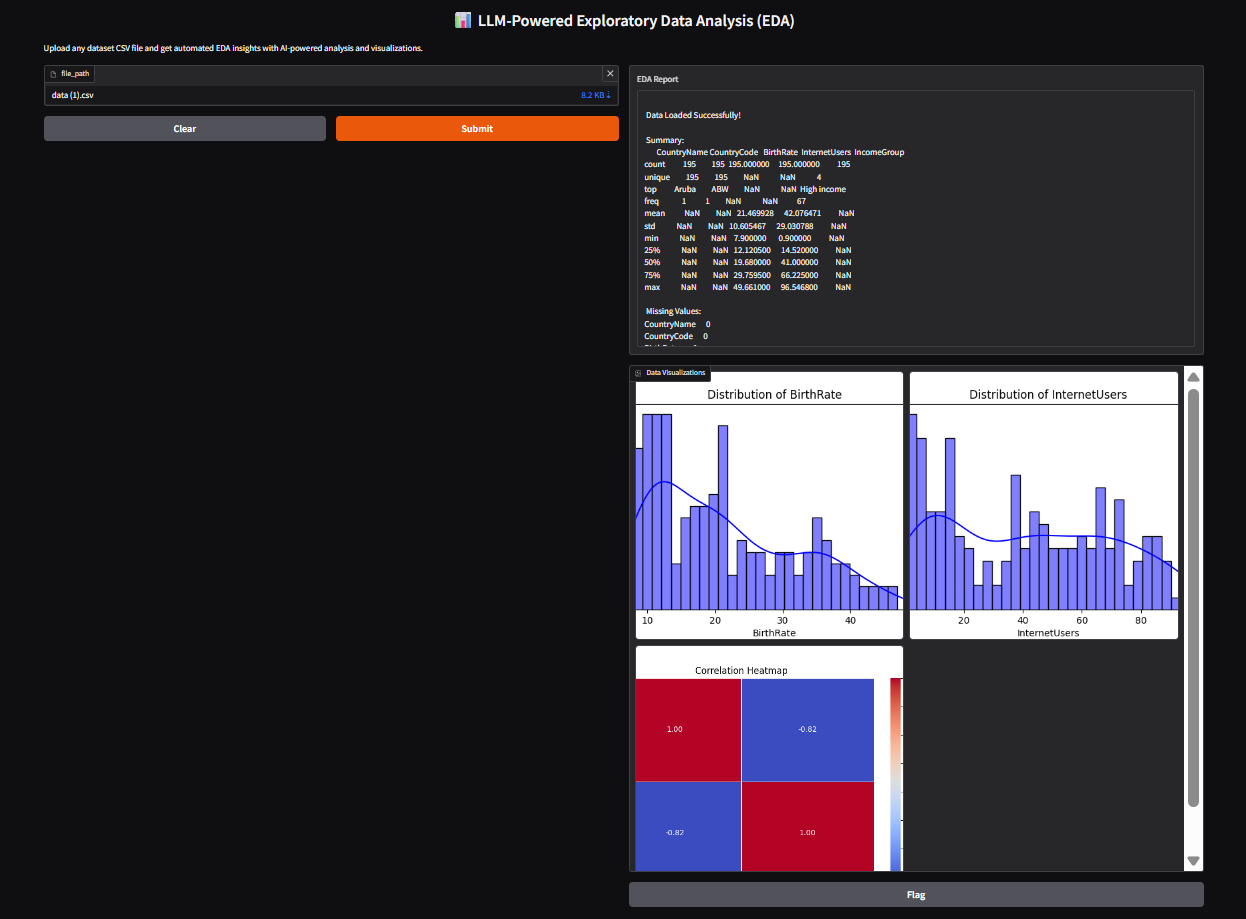 📊 LLM-Powered Exploratory Data Analysis (EDA)
Upload any dataset CSV file and get automated EDA insights with AI-powered analysis and visualizations.
file_path
data (1).csv 8.2 KB ↓
Clear Submit
EDA Report
Data Loaded Successfully!
Summary:
CountryName CountryCode BirthRate InternetUsers IncomeGroup
count 195 195 195.000000 195.000000 195
unique 195 195 NaN NaN 4
top Aruba ABW NaN NaN High income
freq 1 1 NaN NaN 67
mean NaN NaN 21.469928 42.076471 NaN
std NaN NaN 10.605467 29.030788 NaN
min NaN NaN 7.900000 0.900000 NaN
25% NaN NaN 12.120500 14.520000 NaN
50% NaN NaN 19.680000 41.000000 NaN
75% NaN NaN 29.759500 66.225000 NaN
max NaN NaN 49.661000 96.546800 NaN
Missing Values:
CountryName 0
CountryCode 0
Data Visualizations
Distribution of BirthRate
10 20 30 40
BirthRate
Distribution of InternetUsers
20 40 60 80
InternetUsers
Correlation Heatmap
1.00 -0.82
-0.82 1.00
Flag